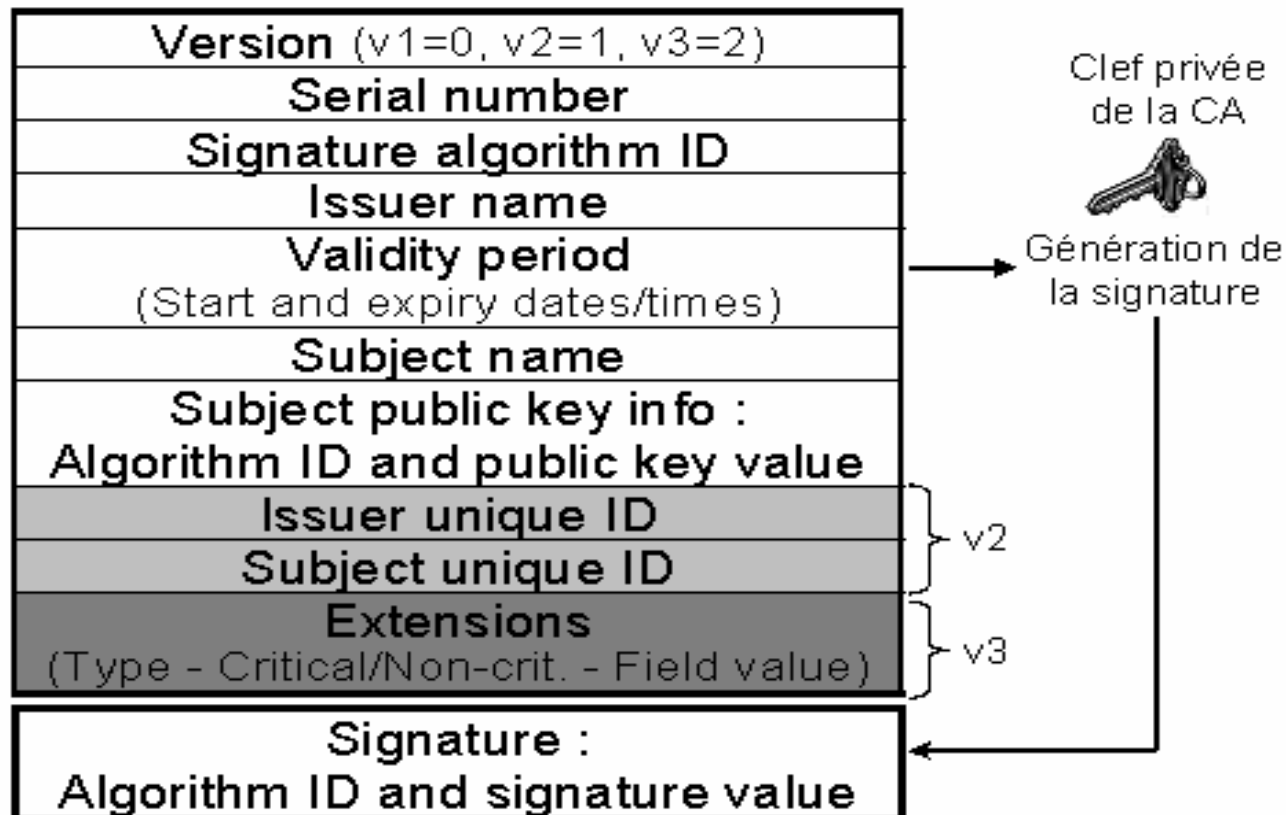 Version (v1=0, v2=1, v3=2)
Serial number
Signature algorithm ID
Issuer name
Validity period
(Start and expiry dates/times)
Subject name
Subject public key info :
Algorithm ID and public key value
Issuer unique ID
Subject unique ID
v2
Extensions
(Type - Critical/Non-crit. - Field value)
v3
Signature :
Algorithm ID and signature value
Clef privée
de la CA
Génération de
la signature